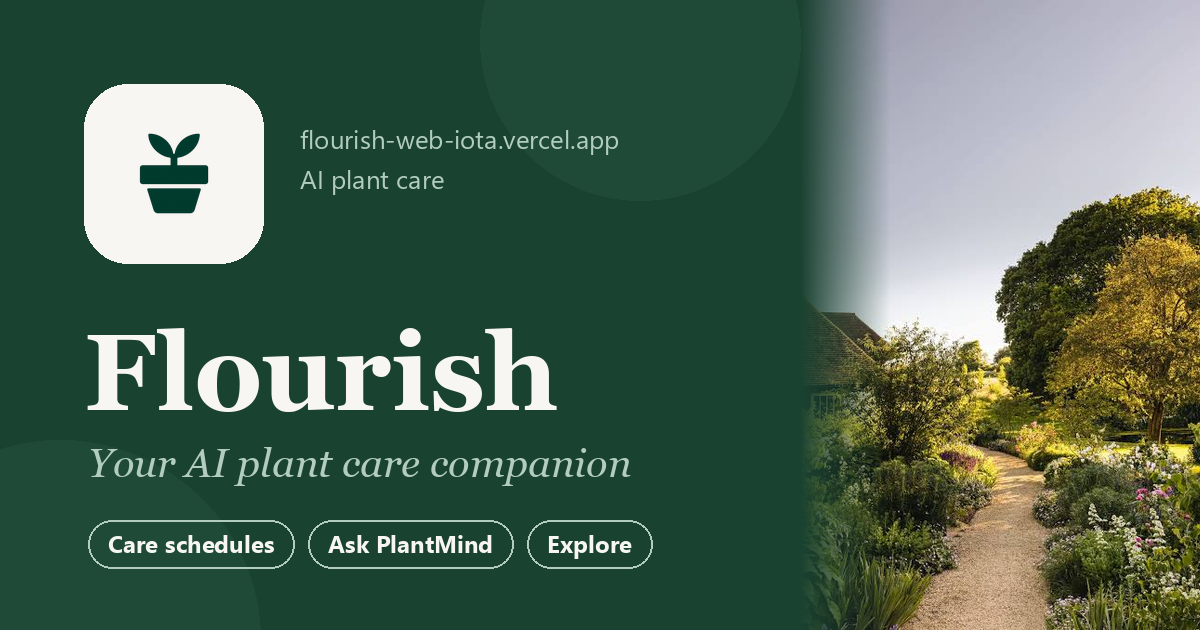 flourish-web-iota.vercel.app
AI plant care
Flourish
Your AI plant care companion
Care schedules
Ask PlantMind
Explore